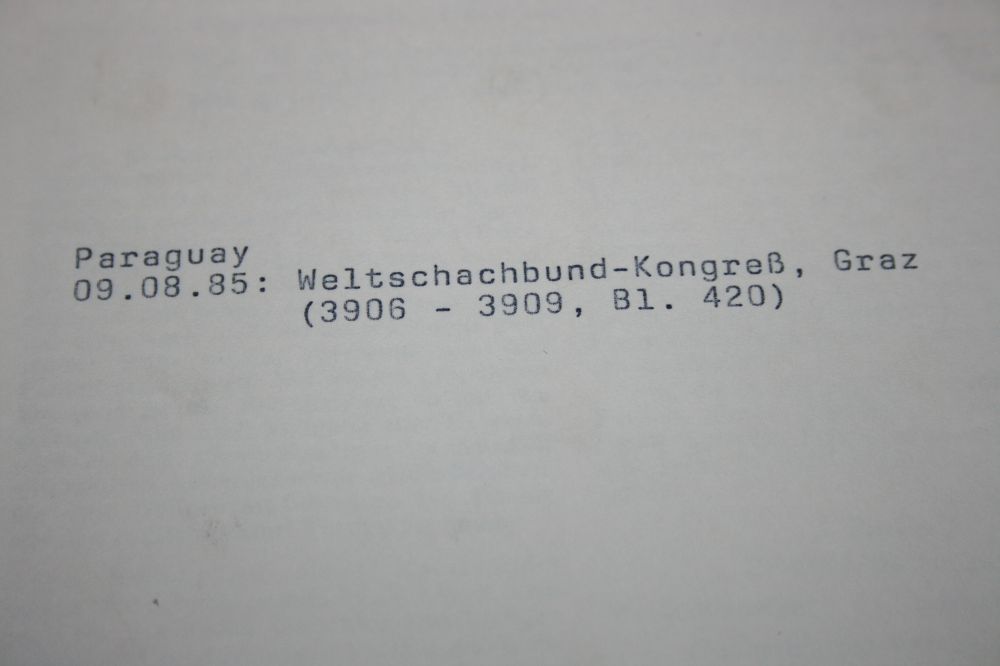 Paraguay
09.08.85: Weltschachbund-Kongreß, Graz
(3906 - 3909, Bl. 420)